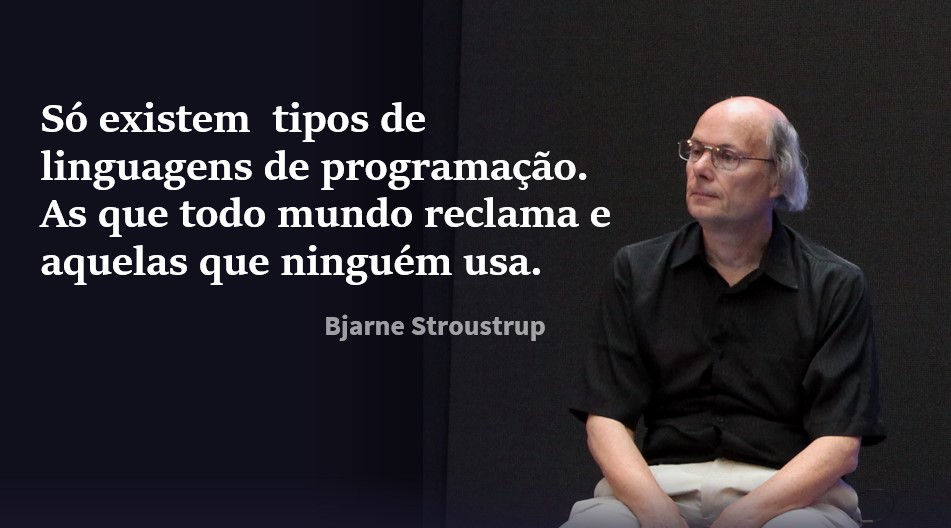 Só existem tipos de
linguagens de programação.
As que todo mundo reclama e
aquelas que ninguém usa.
Bjarne Stroustrup